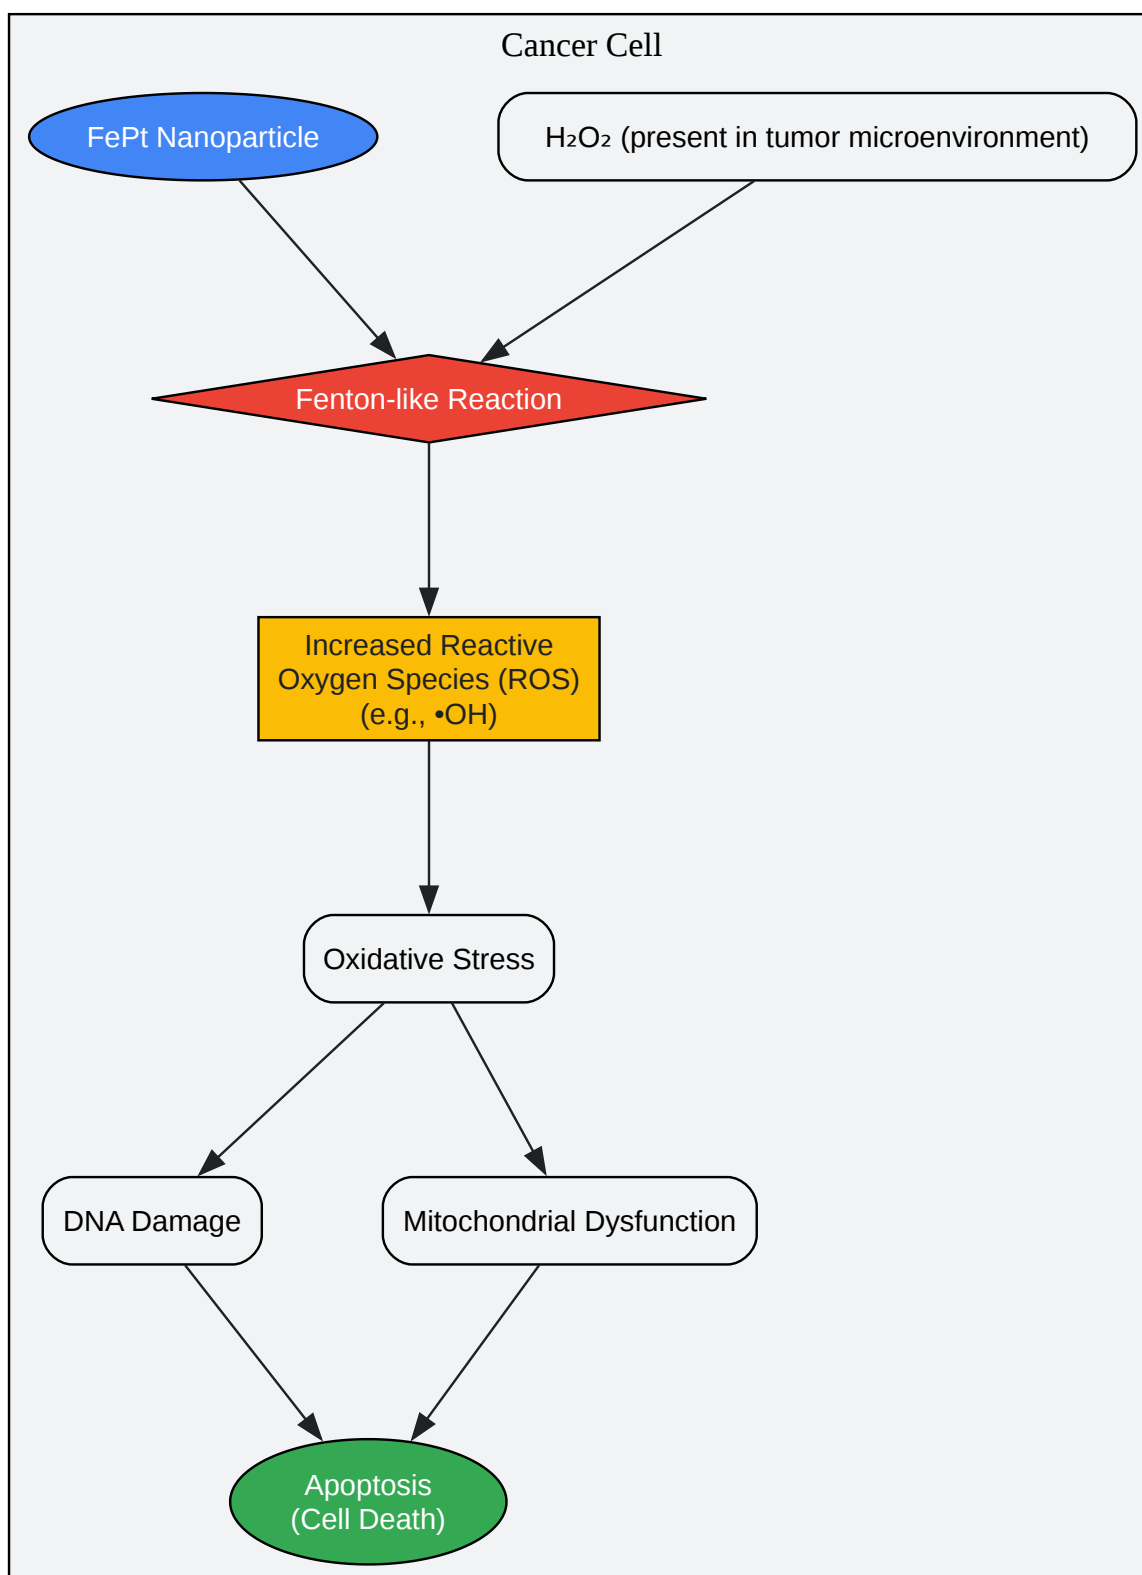 Cancer Cell
FePt Nanoparticle
H₂O₂ (present in tumor microenvironment)
Fenton-like Reaction
Increased Reactive
Oxygen Species (ROS)
(e.g., •OH)
Oxidative Stress
DNA Damage
Mitochondrial Dysfunction
Apoptosis
(Cell Death)